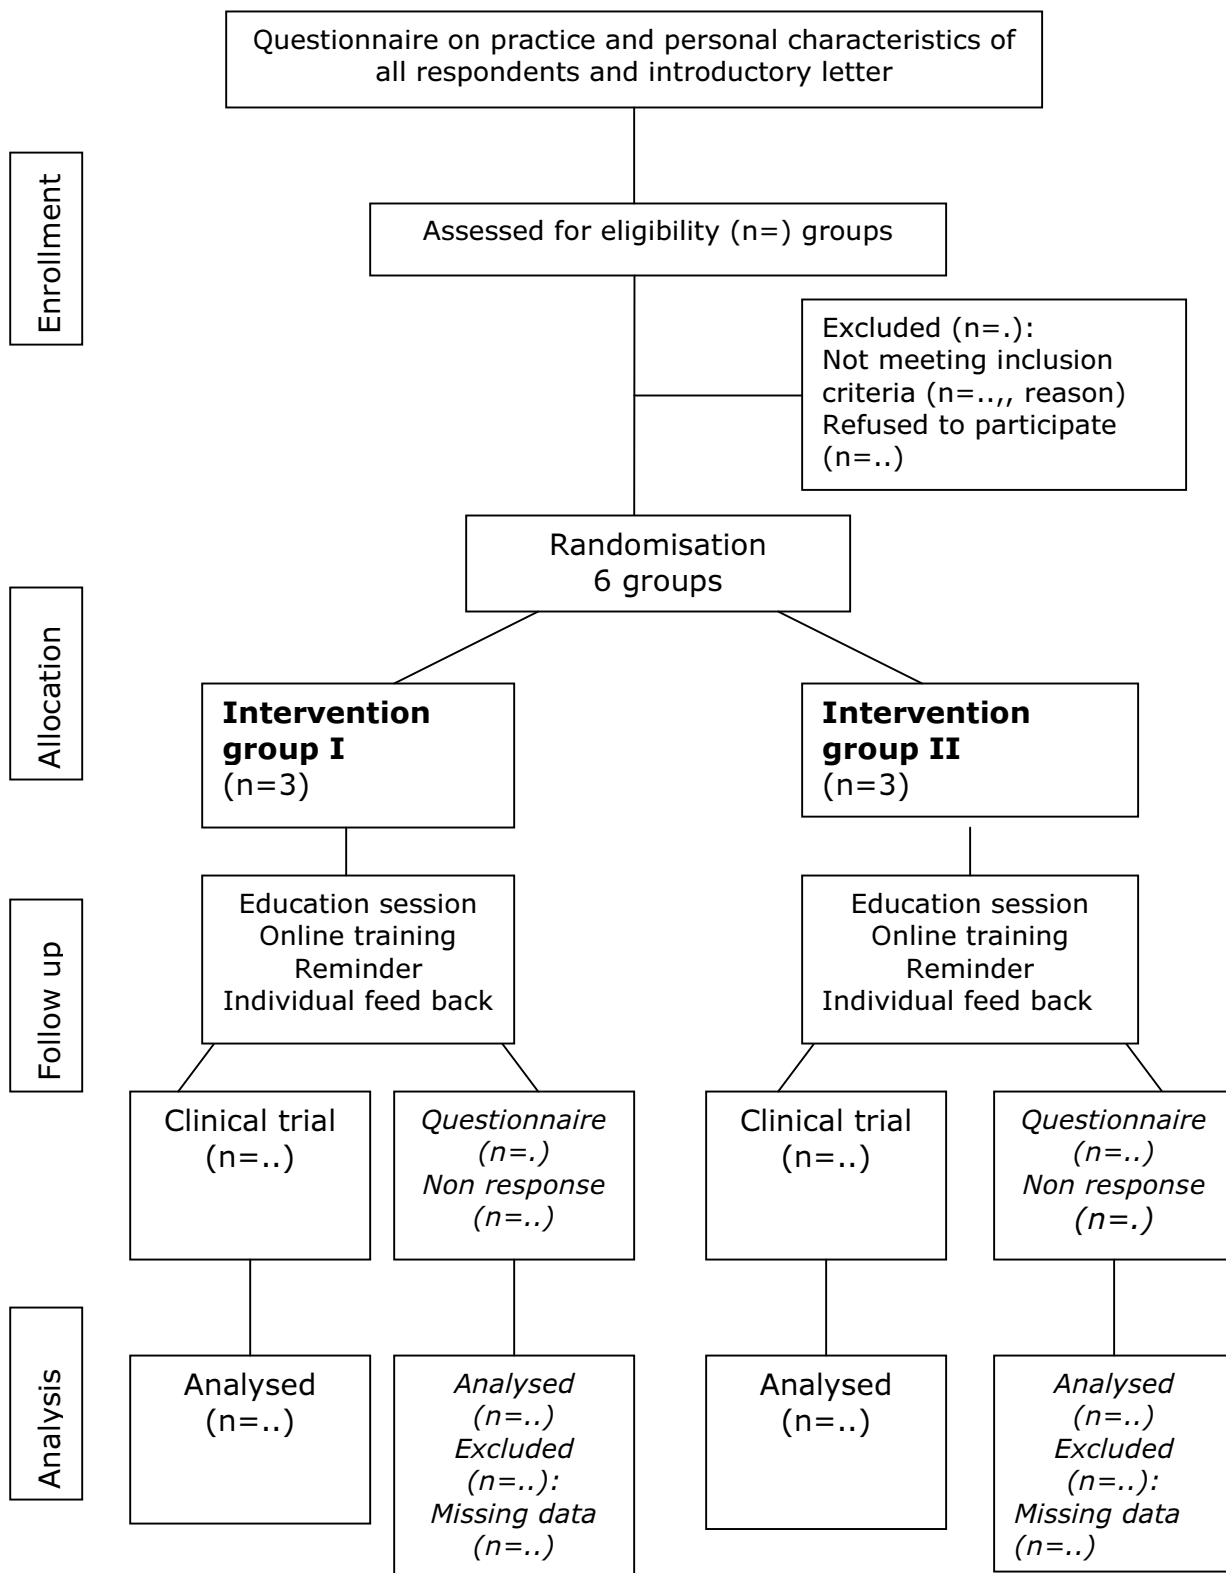 Questionnaire on practice and personal characteristics of
all respondents and introductory letter
Enrollment
Assessed for eligibility (n=) groups
Excluded (n=.):
Not meeting inclusion
criteria (n=..,, reason)
Refused to participate
(n=..)
Randomisation
6 groups
Allocation
Intervention
group I
(n=3)
Intervention
group II
(n=3)
Follow up
Education session
Online training
Reminder
Individual feed back
Education session
Online training
Reminder
Individual feed back
Clinical trial
(n=..)
Questionnaire
(n=.)
Non response
(n=..)
Clinical trial
(n=..)
Questionnaire
(n=..)
Non response
(n=.)
Analysis
Analysed
(n=..)
Analysed
(n=..)
Excluded
(n=..):
Missing data
(n=..)
Analysed
(n=..)
Analysed
(n=..)
Excluded
(n=..):
Missing data
(n=..)